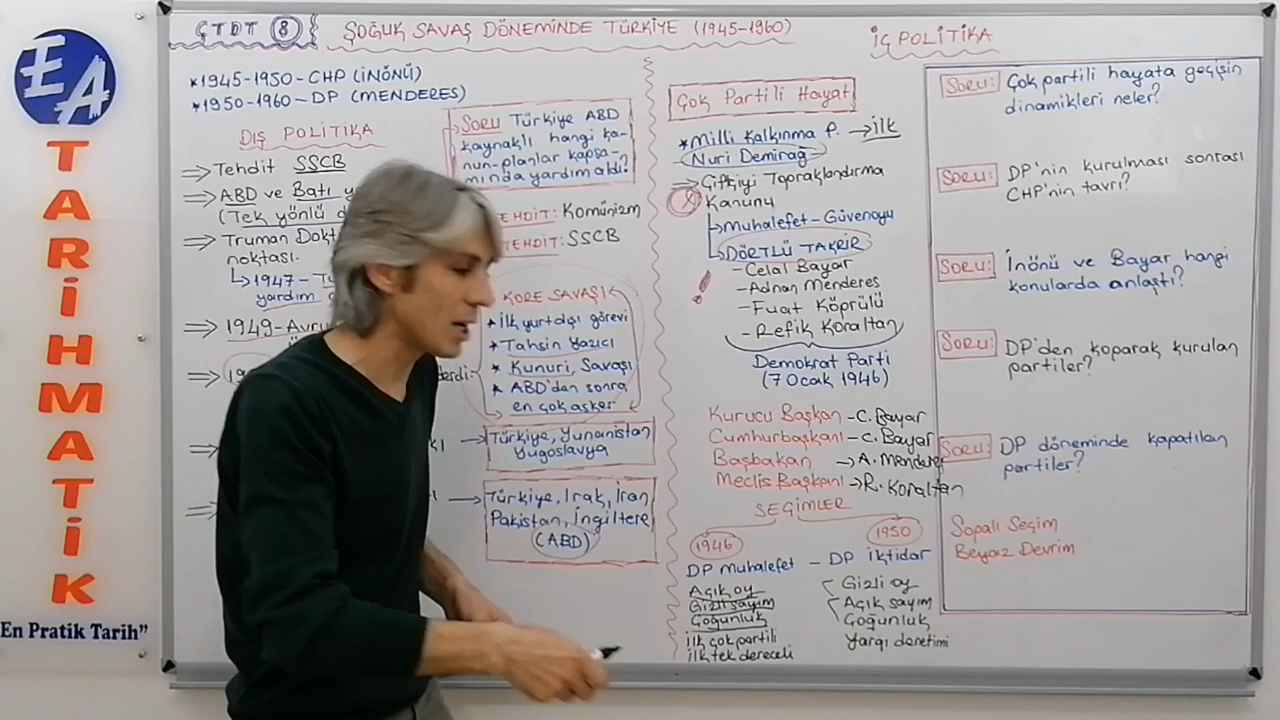 EA
TARİHMATİK
"En Pratik Tarih"
ÇTDT 8
SOĞUK SAVAŞ DÖNEMİNDE TÜRKİYE (1945-1960)
İÇ POLİTİKA
*1945-1950-CHP (İNÖNÜ)
*1950-1960-DP (MENDERES)
DIŞ POLİTİKA
⇒Tehdit SSCB
⇒ABD ve Batı
(Tek yönlü
⇒Truman
noktası.
↳1947-
yardım
⇒1949-
⇒
⇒
⇒
SORU Türkiye ABD
kaynaklı hangi ka-
nun-planlar kapsa-
mında yardım aldı?
TEHDİT: Komünizm
TEHDİT: SSCB
KORE SAVAŞI
*İlk yurtdışı görevi
*Tahsin Yazıcı
*Kunuri Savaşı
*ABD'den sonra
en çok asker
→Türkiye, Yunanistan
Yugoslavya
→Türkiye, Irak, İran
Pakistan, İngiltere
(ABD)
Çok Partili Hayat
*Milli Kalkınma P. →İlk
Nuri Demirağ
⇒Çiftçiyi Topraklandırma
Kanunu
↳Muhalefet-Güvenoyu
↳DÖRTLÜ TAKRİR
-Celal Bayar
-Adnan Menderes
-Fuat Köprülü
-Refik Koraltan
!
Demokrat Parti
(7 Ocak 1946)
Kurucu Başkan-C. Bayar
Cumhurbaşkanı-C. Bayar
Başbakan →A. Menderes
Meclis Başkanı→R. Koraltan
SEÇİMLER
1946
1950
DP Muhalefet - DP İktidar
Açık oy
Gizli sayım
Çoğunluk
İlk çok partili
İlk tek dereceli
Gizli oy
Açık sayım
Çoğunluk
Yargı denetimi
SORU: Çok partili hayata geçişin
dinamikleri neler?
SORU: DP'nin kurulması sonrası
CHP'nin tavrı?
SORU: İnönü ve Bayar hangi
konularda anlaştı?
SORU: DP'den koparak kurulan
partiler?
SORU: DP döneminde kapatılan
partiler?
Sopalı Seçim
Beyaz Devrim